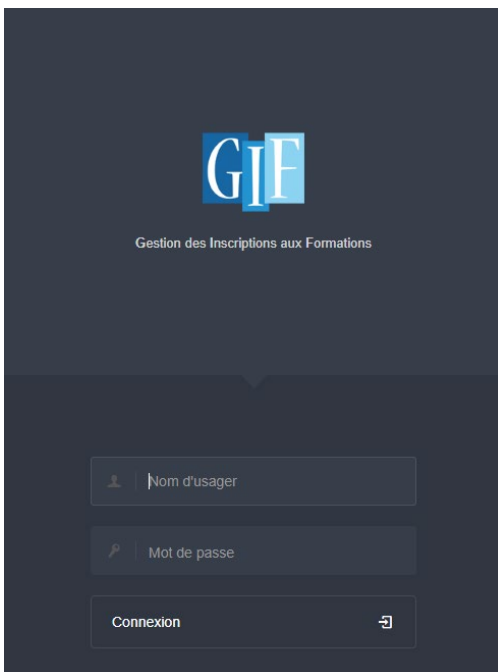 GIF
Gestion des Inscriptions aux Formations
Nom d'usager
Mot de passe
Connexion